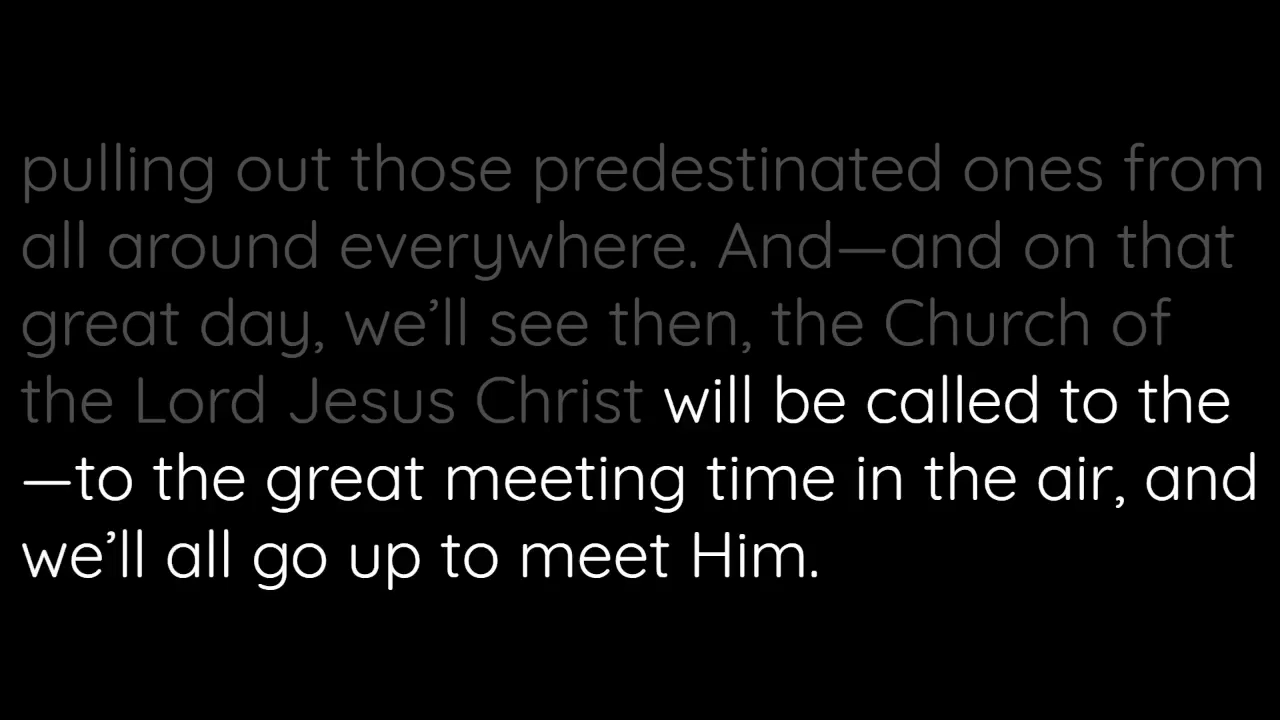 pulling out those predestinated ones from
all around everywhere. And—and on that
great day, we’ll see then, the Church of
the Lord Jesus Christ will be called to the
—to the great meeting time in the air, and
we’ll all go up to meet Him.